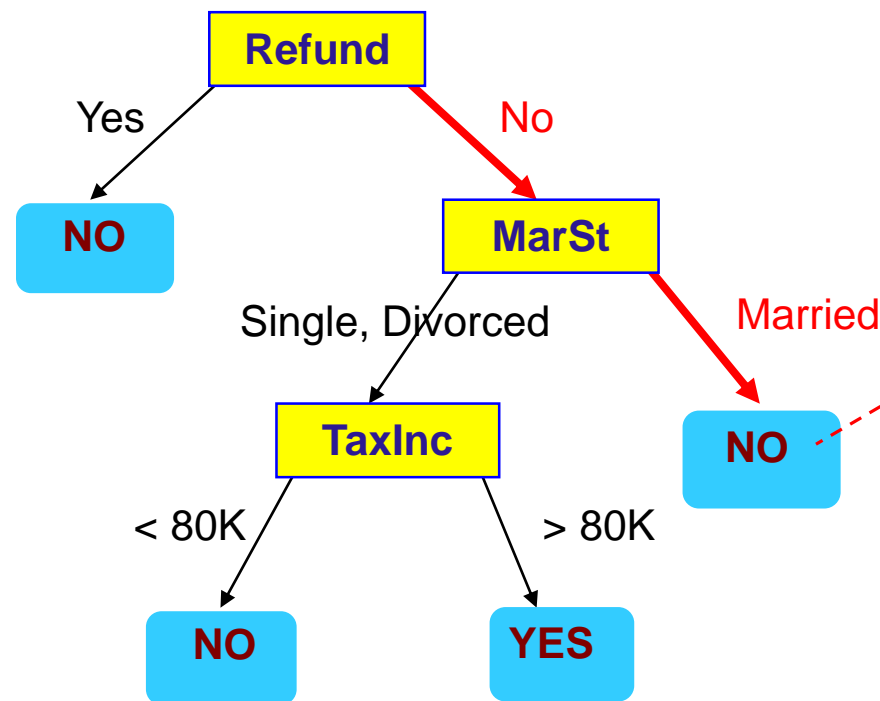 Refund
Yes
No
NO
MarSt
Single, Divorced
Married
TaxInc
NO
< 80K
> 80K
NO
YES